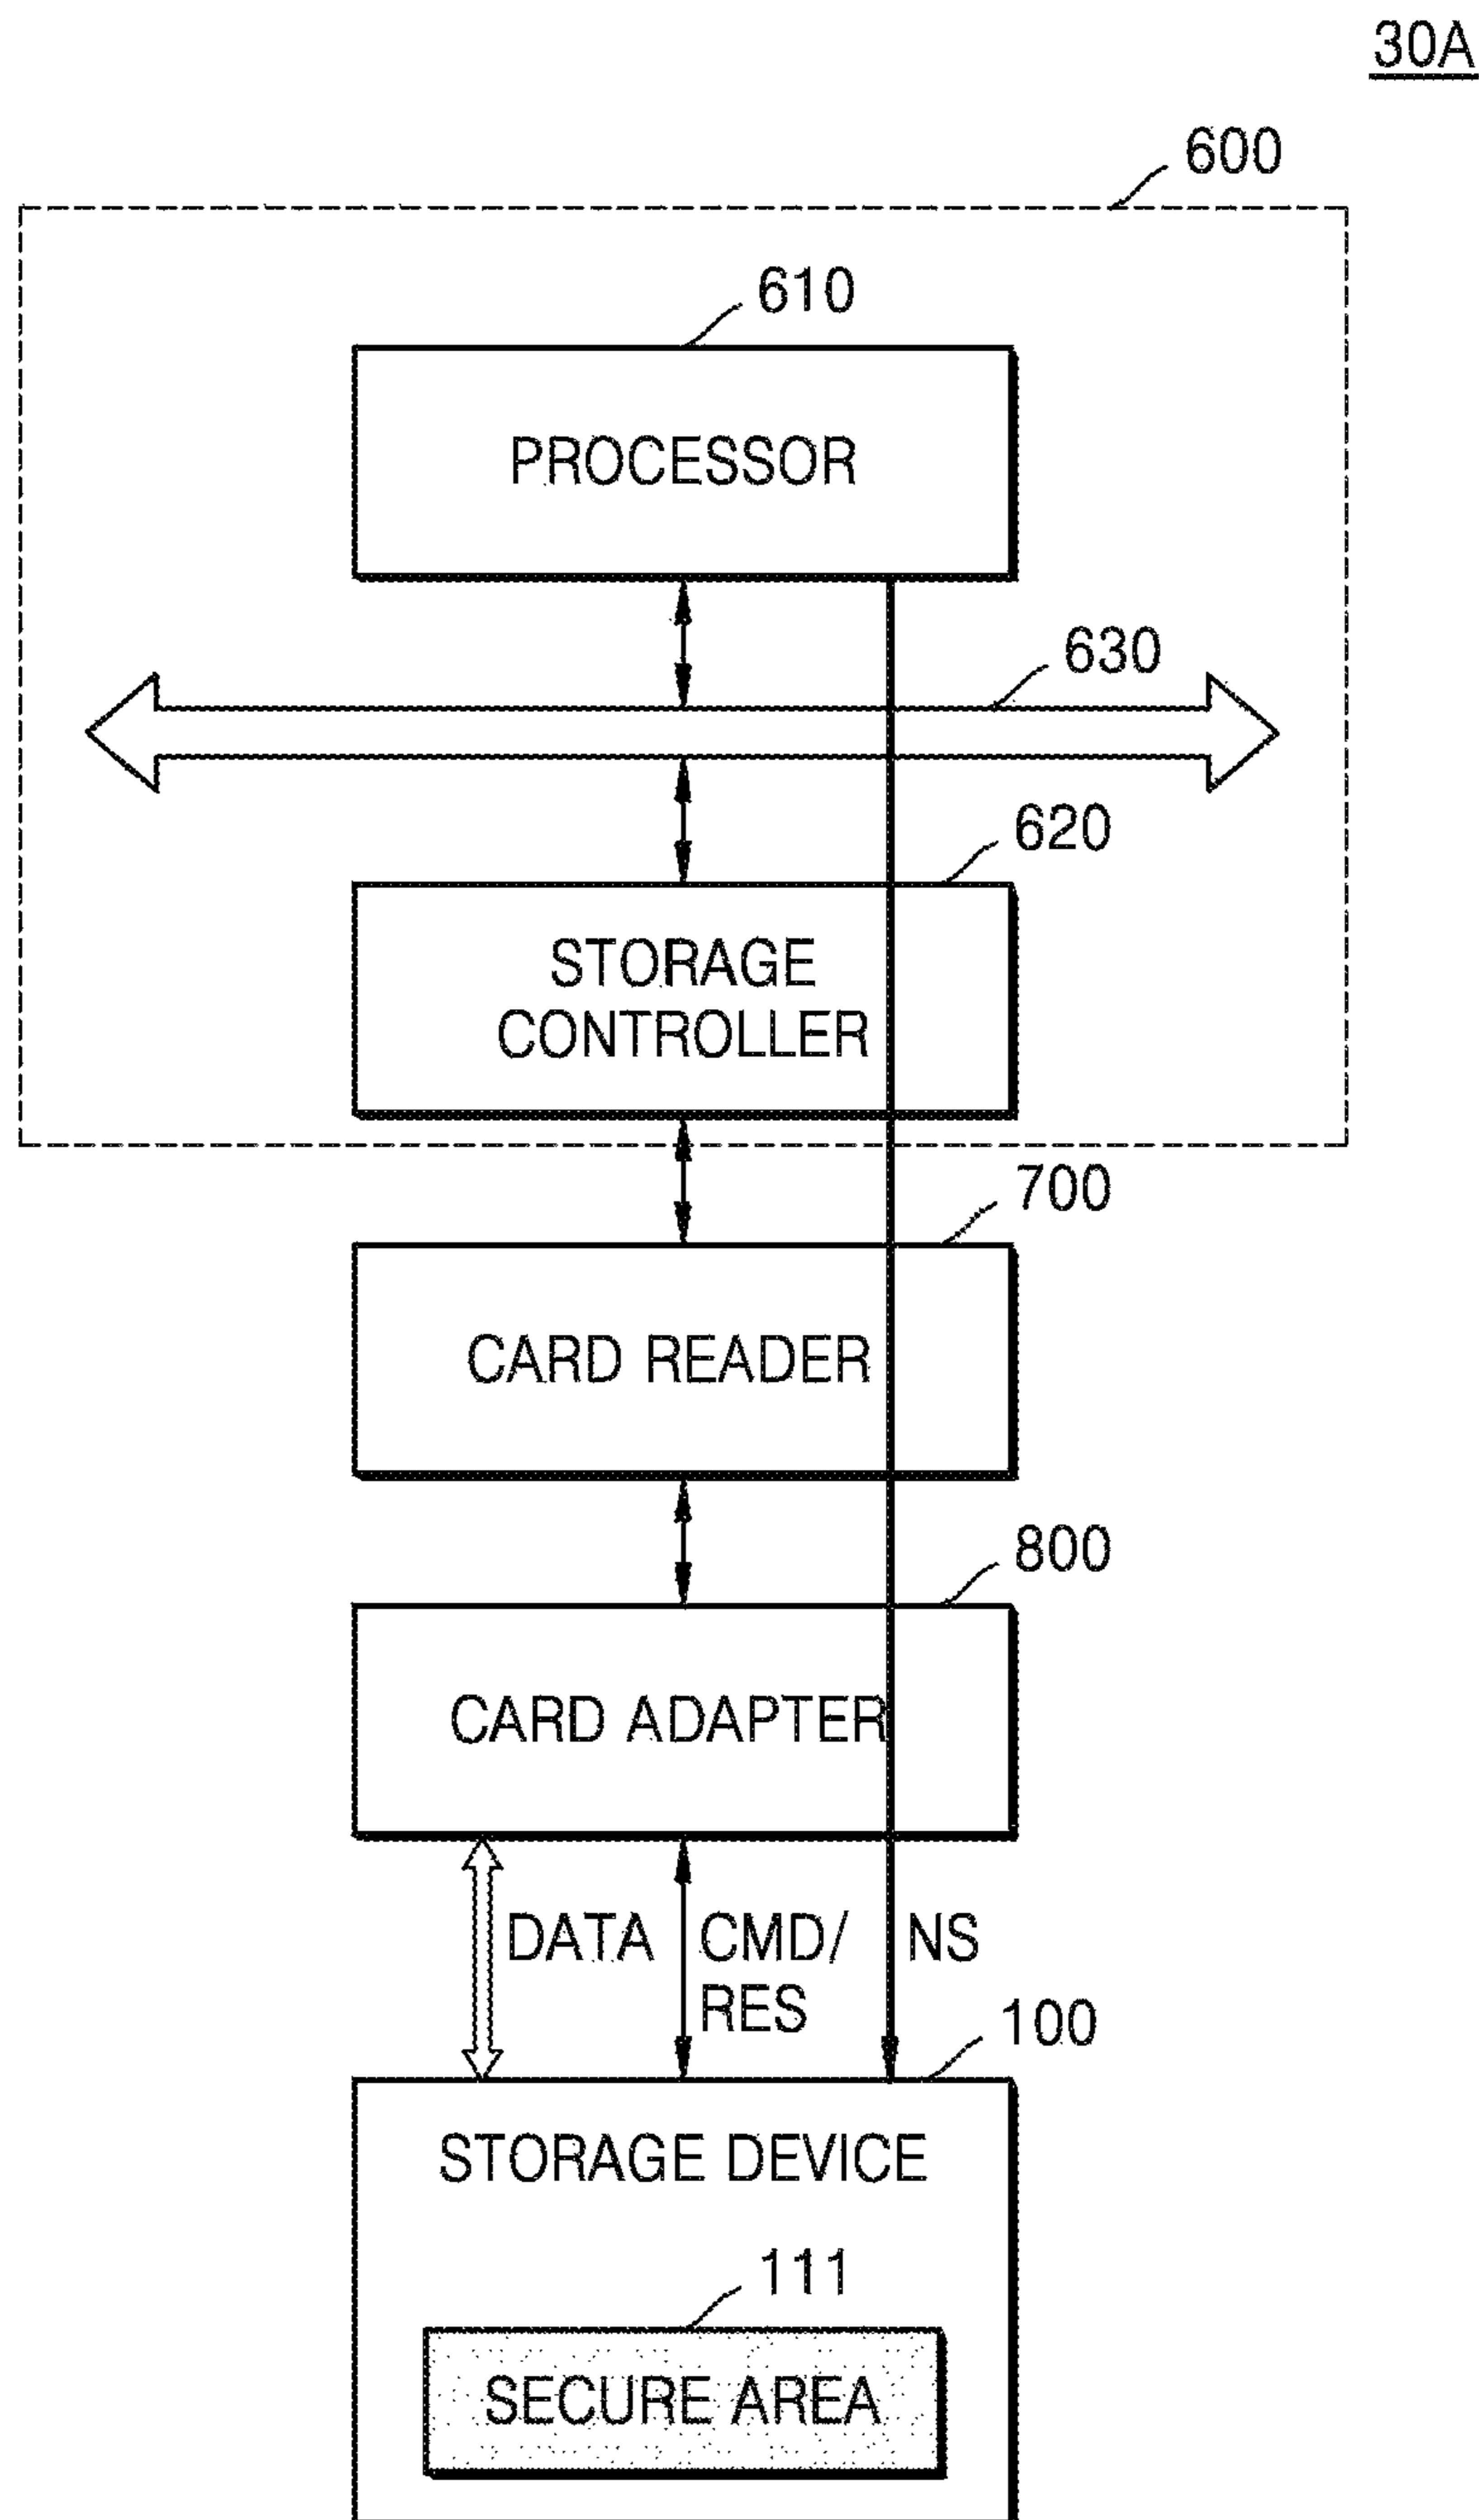 30A
600
610
PROCESSOR
630
620
STORAGE
CONTROLLER
700
CARD READER
800
CARD ADAPTER
DATA CMD/ NS
RES
100
STORAGE DEVICE
111
SECURE AREA